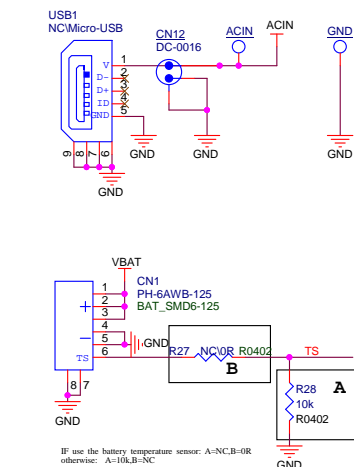 USB1
NC\Micro-USB
V 1
D- 2
D+ 3
ID 4
GND 5
9 8 7 6
GND
GND
CN12
DC-0016
GND
ACIN
ACIN
GND
GND
VBAT
CN1
PH-6AWB-125
BAT_SMD6-125
1
2
+ 3
4
- 5
TS 6
8 7
GND
GND
R27 NC\0R R0402
B
TS
R28
10k
R0402
A
GND
IF use the battery temperature sensor: A=NC,B=0R
otherwise: A=10k,B=NC